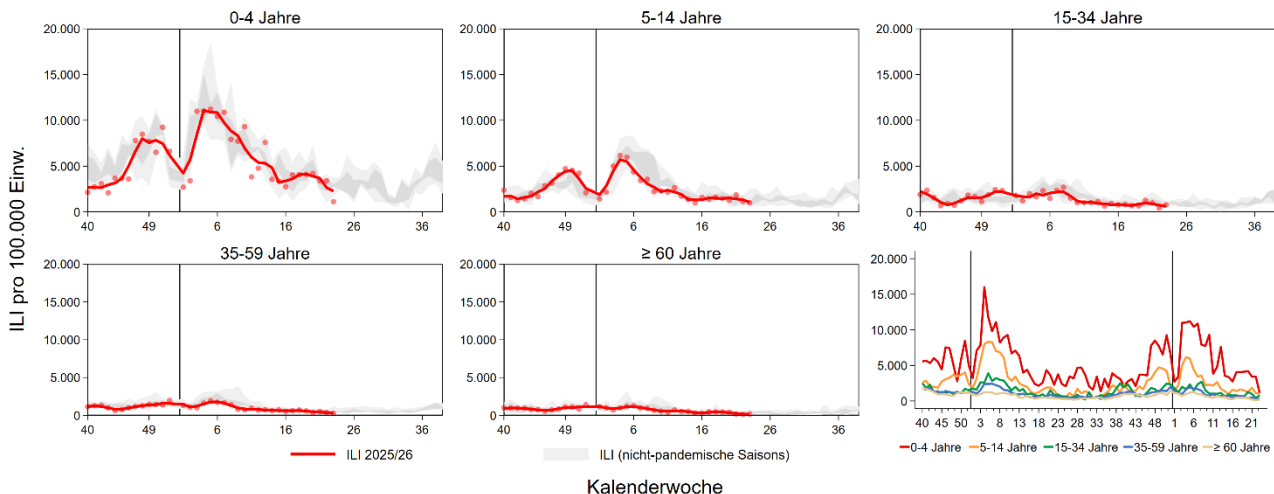 0-4 Jahre
20.000
15.000
10.000
5.000
0
40 49 6 16 26 36
5-14 Jahre
20.000
15.000
10.000
5.000
0
40 49 6 16 26 36
15-34 Jahre
20.000
15.000
10.000
5.000
0
40 49 6 16 26 36
ILI pro 100.000 Einw.
35-59 Jahre
20.000
15.000
10.000
5.000
0
40 49 6 16 26 36
≥ 60 Jahre
20.000
15.000
10.000
5.000
0
40 49 6 16 26 36
20.000
15.000
10.000
5.000
0
40 45 50 3 8 13 18 23 28 33 38 43 48 1 6 11 16 21
ILI 2025/26
ILI (nicht-pandemische Saisons)
0-4 Jahre 5-14 Jahre 15-34 Jahre 35-59 Jahre ≥ 60 Jahre
Kalenderwoche